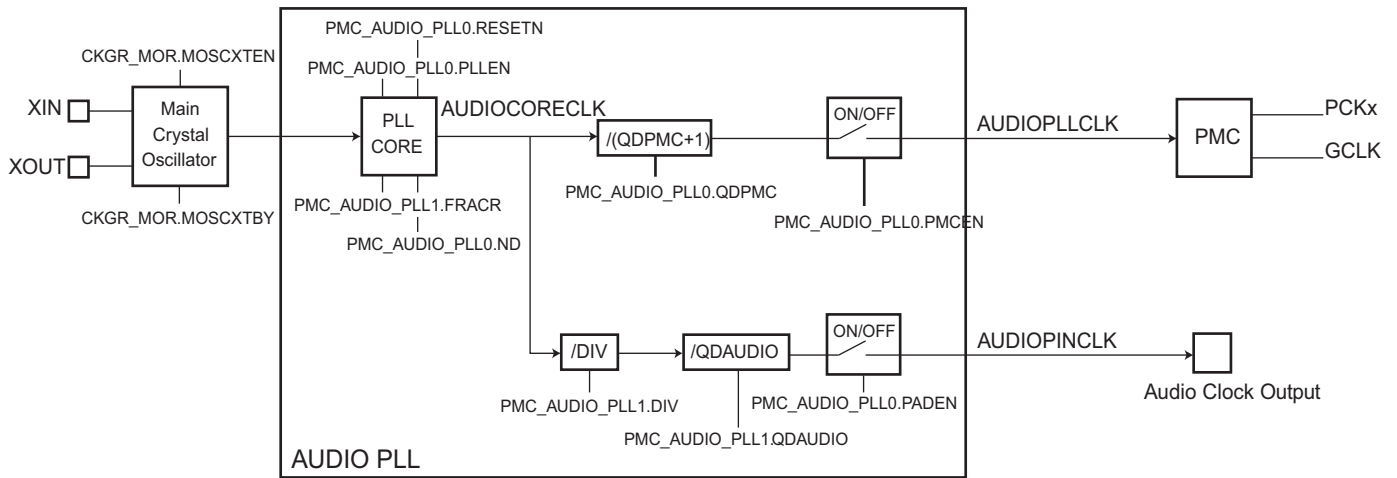 PMC_AUDIO_PLL0.RESETN
CKGR_MOR.MOSCXTEN
PMC_AUDIO_PLL0.PLLEN
XIN
XOUT
Main
Crystal
Oscillator
PLL
CORE
AUDIOCORECLK
/(QDPMC+1)
ON/OFF
AUDIOPLLCLK
PMC
PCKx
GCLK
CKGR_MOR.MOSCXTBY
PMC_AUDIO_PLL1.FRACR
PMC_AUDIO_PLL0.ND
PMC_AUDIO_PLL0.QDPMC
PMC_AUDIO_PLL0.PMCEN
/DIV
/QDAUDIO
ON/OFF
AUDIOPINCLK
Audio Clock Output
PMC_AUDIO_PLL1.DIV
PMC_AUDIO_PLL0.PADEN
PMC_AUDIO_PLL1.QDAUDIO
AUDIO PLL